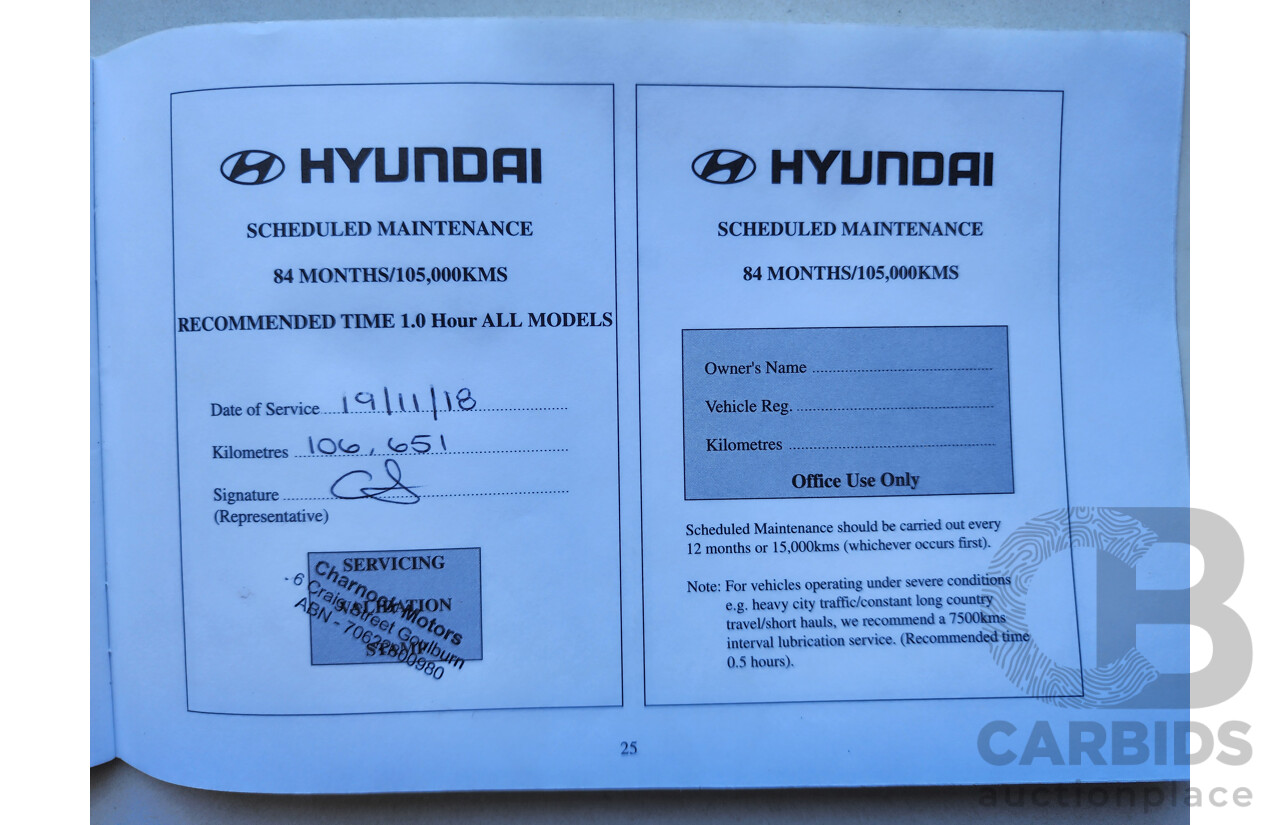 HYUNDAI
SCHEDULED MAINTENANCE
84 MONTHS/105,000KMS
RECOMMENDED TIME 1.0 Hour ALL MODELS
Date of Service 19/11/18
Kilometres 106,651
Signature
(Representative)
SERVICING
STAMP
Charnock Motors
- 6 Craig Street Goulburn
HYUNDAI
SCHEDULED MAINTENANCE
84 MONTHS/105,000KMS
Owner's Name
Vehicle Reg.
Kilometres
Office Use Only
Scheduled Maintenance should be carried out every
12 months or 15,000kms (whichever occurs first).
Note: For vehicles operating under severe conditions
e.g. heavy city traffic/constant long country
travel/short hauls, we recommend a 7500kms
interval lubrication service. (Recommended time
0.5 hours).
25
CB
CARBIDS
auctionplace